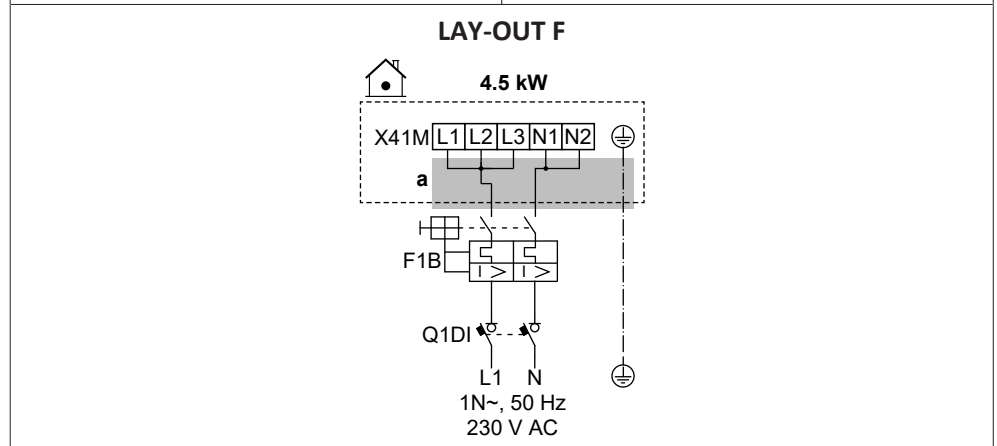 LAY-OUT F
4.5 kW
X41M L1 L2 L3 N1 N2
a
F1B
I > I >
Q1DI
L1 N
1N~, 50 Hz
230 V AC